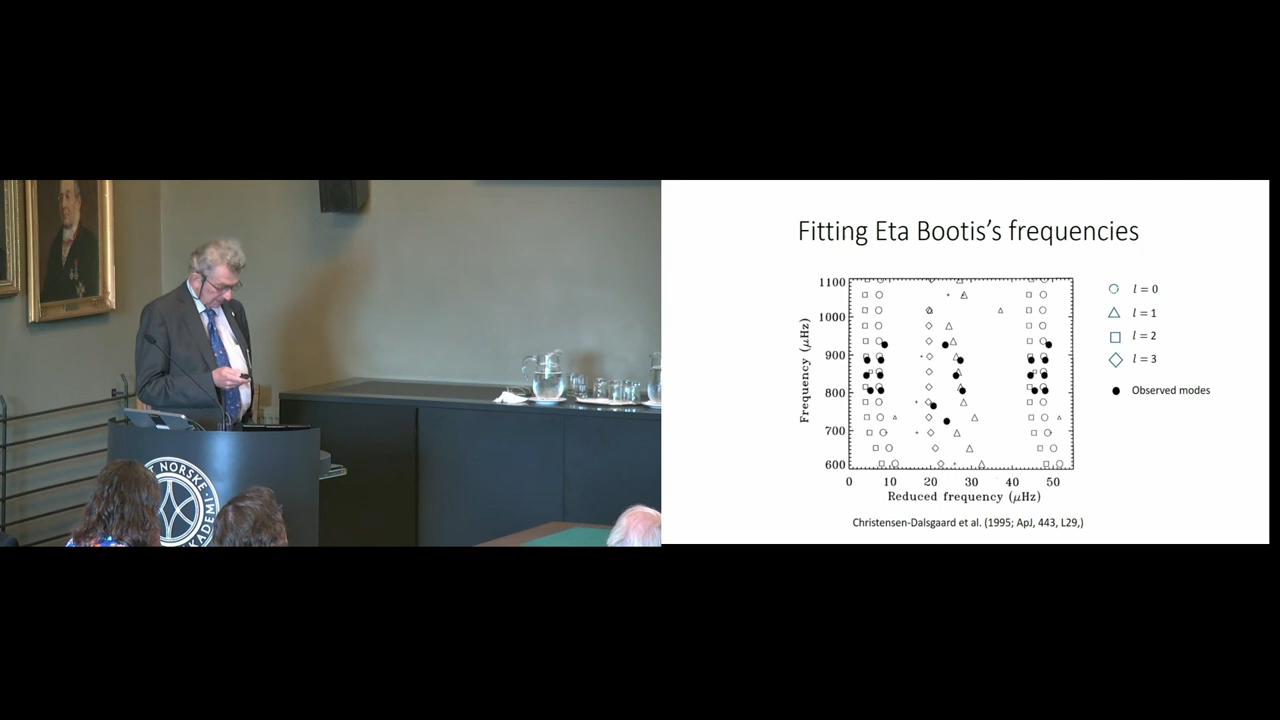 Fitting Eta Bootis's frequencies
1100
1000
900
800
700
600
Frequency (μHz)
0 10 20 30 40 50
Reduced frequency (μHz)
l = 0
l = 1
l = 2
l = 3
Observed modes
Christensen-Dalsgaard et al. (1995; ApJ, 443, L29,)
NORSKE